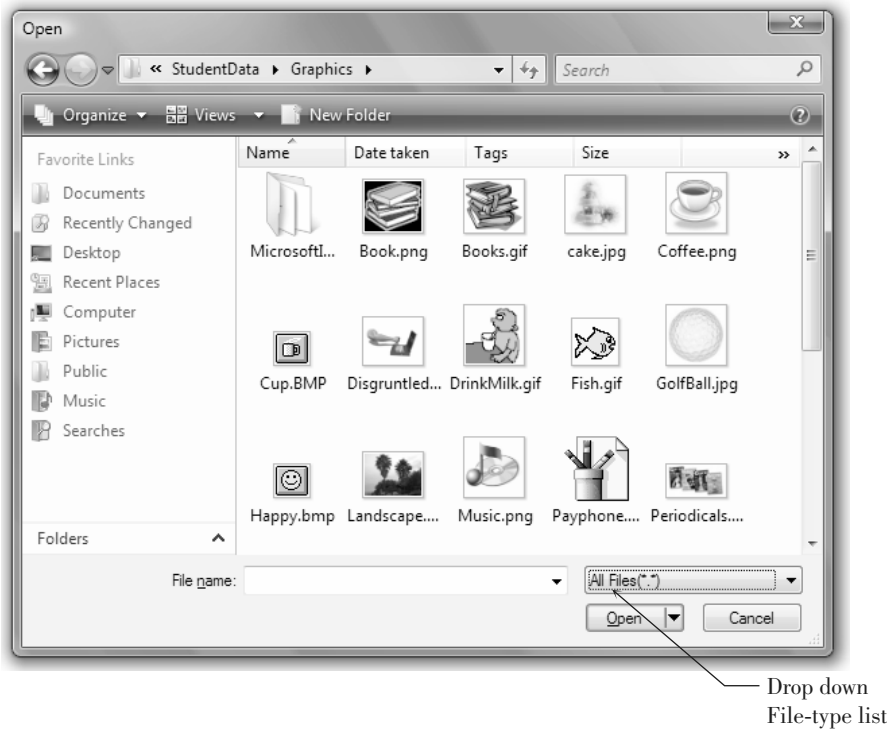 Open
« StudentData ▸ Graphics ▸ Search
Organize Views New Folder
Favorite Links
Documents
Recently Changed
Desktop
Recent Places
Computer
Pictures
Public
Music
Searches
Folders
Name Date taken Tags Size »
MicrosoftI... Book.png Books.gif cake.jpg Coffee.png
Cup.BMP Disgruntled... DrinkMilk.gif Fish.gif GolfBall.jpg
Happy.bmp Landscape.... Music.png Payphone.... Periodicals....
File name: All Files(*.*)
Open Cancel
Drop down
File-type list